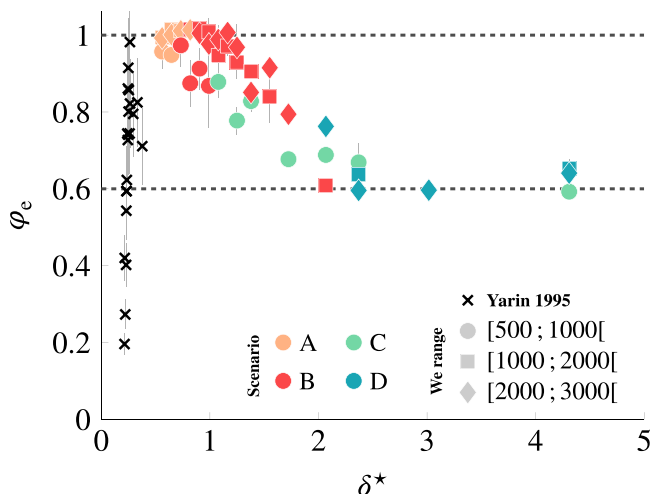 1
0.8
0.6
0.4
0.2
0
φe
0 1 2 3 4 5
δ⋆
Scenario
A C
B D
We range
Yarin 1995
[500 ; 1000[
[1000 ; 2000[
[2000 ; 3000[